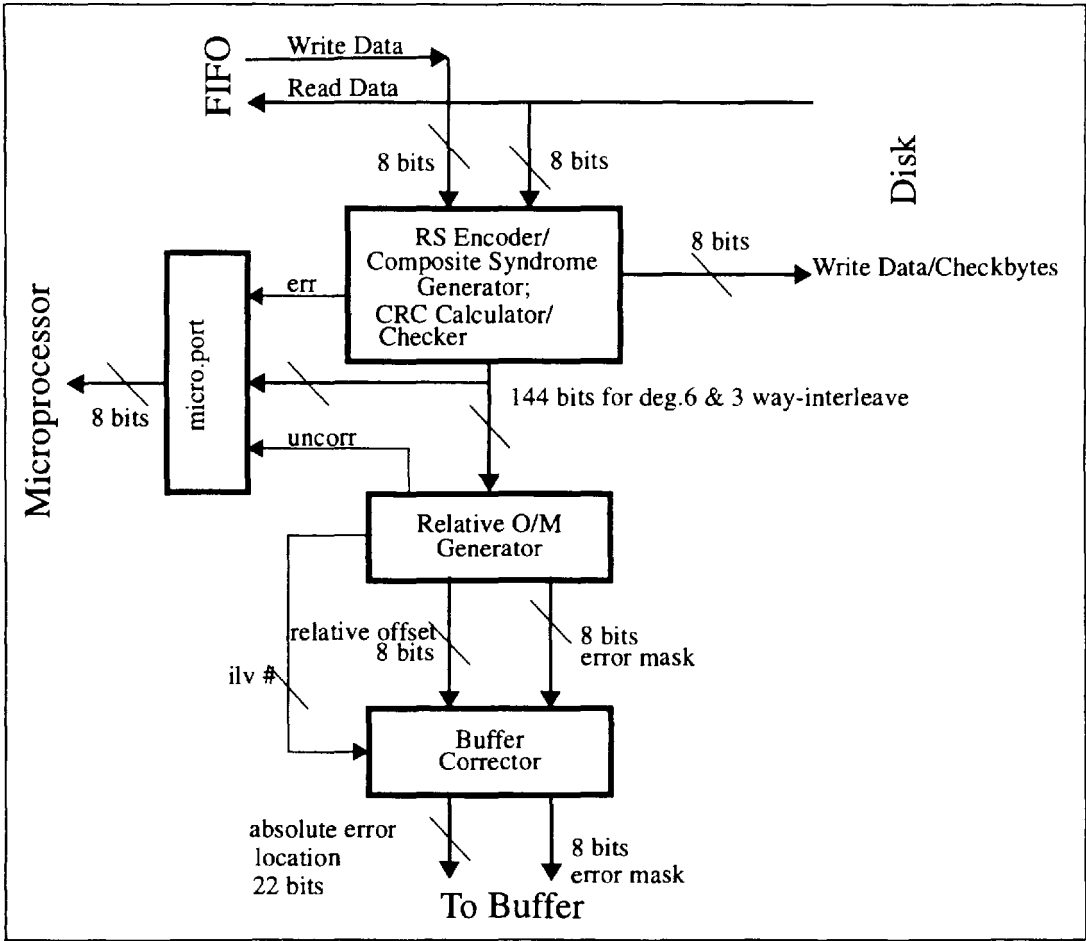 FIFO
Write Data
Read Data
8 bits
8 bits
Disk
RS Encoder/
Composite Syndrome
Generator;
CRC Calculator/
Checker
8 bits
Write Data/Checkbytes
err
micro.port
Microprocessor
8 bits
144 bits for deg.6 & 3 way-interleave
uncorr
Relative O/M
Generator
relative offset
8 bits
8 bits
error mask
ilv #
Buffer
Corrector
absolute error
location
22 bits
8 bits
error mask
To Buffer